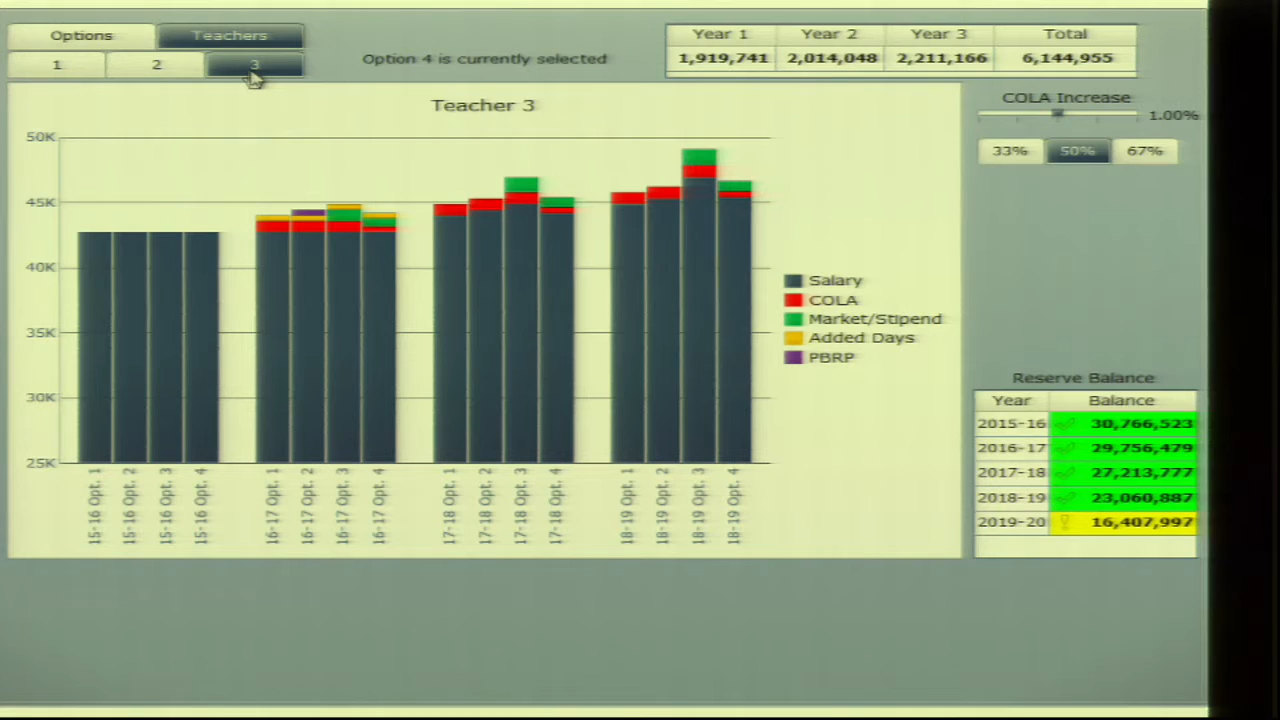 Options Teachers
1 2 3
Option 4 is currently selected
Year 1 Year 2 Year 3 Total
1,919,741 2,014,048 2,211,166 6,144,955
Teacher 3
COLA Increase
1.00%
33% 50% 67%
50K
45K
40K
35K
30K
25K
15-16 Opt. 1
15-16 Opt. 2
15-16 Opt. 3
15-16 Opt. 4
16-17 Opt. 1
16-17 Opt. 2
16-17 Opt. 3
16-17 Opt. 4
17-18 Opt. 1
17-18 Opt. 2
17-18 Opt. 3
17-18 Opt. 4
18-19 Opt. 1
18-19 Opt. 2
18-19 Opt. 3
18-19 Opt. 4
Salary
COLA
Market/Stipend
Added Days
PBRP
Reserve Balance
Year Balance
2015-16 30,766,523
2016-17 29,756,479
2017-18 27,213,777
2018-19 23,060,887
2019-20 16,407,997